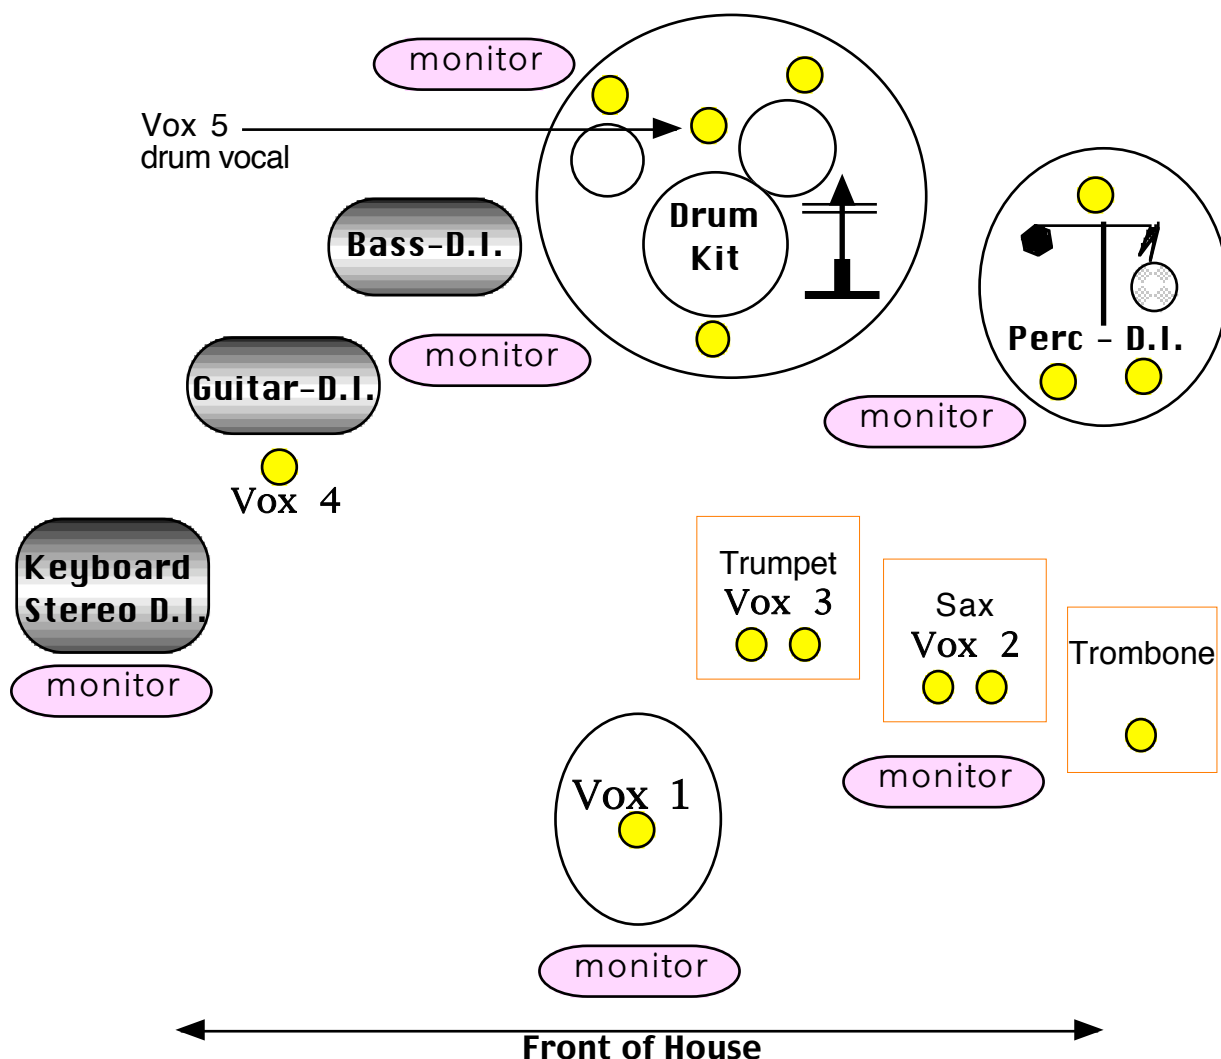 monitor
Vox 5
drum vocal
Drum
Kit
Bass-D.I.
Perc - D.I.
monitor
Guitar-D.I.
monitor
Vox 4
Keyboard
Stereo D.I.
monitor
Trumpet
Vox 3
Sax
Vox 2
Trombone
monitor
Vox 1
monitor
Front of House